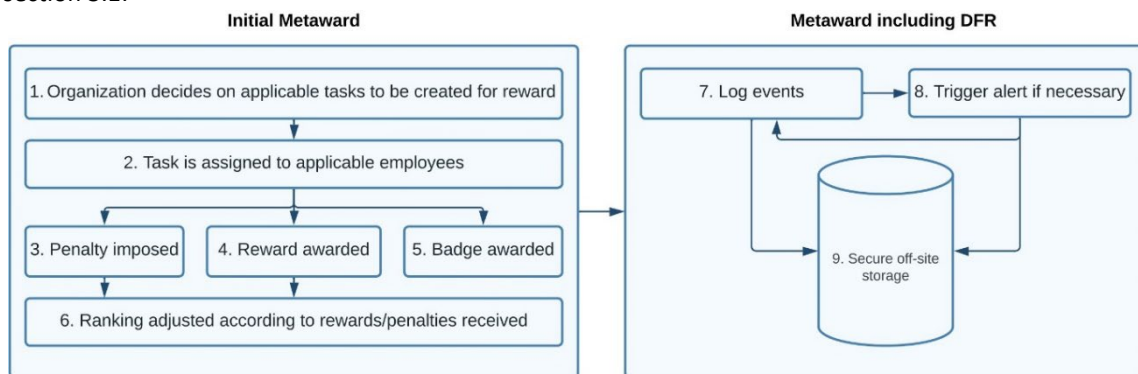 Initial Metaward
Metaward including DFR
1. Organization decides on applicable tasks to be created for reward
2. Task is assigned to applicable employees
3. Penalty imposed
4. Reward awarded
5. Badge awarded
6. Ranking adjusted according to rewards/penalties received
7. Log events
8. Trigger alert if necessary
9. Secure off-site
storage